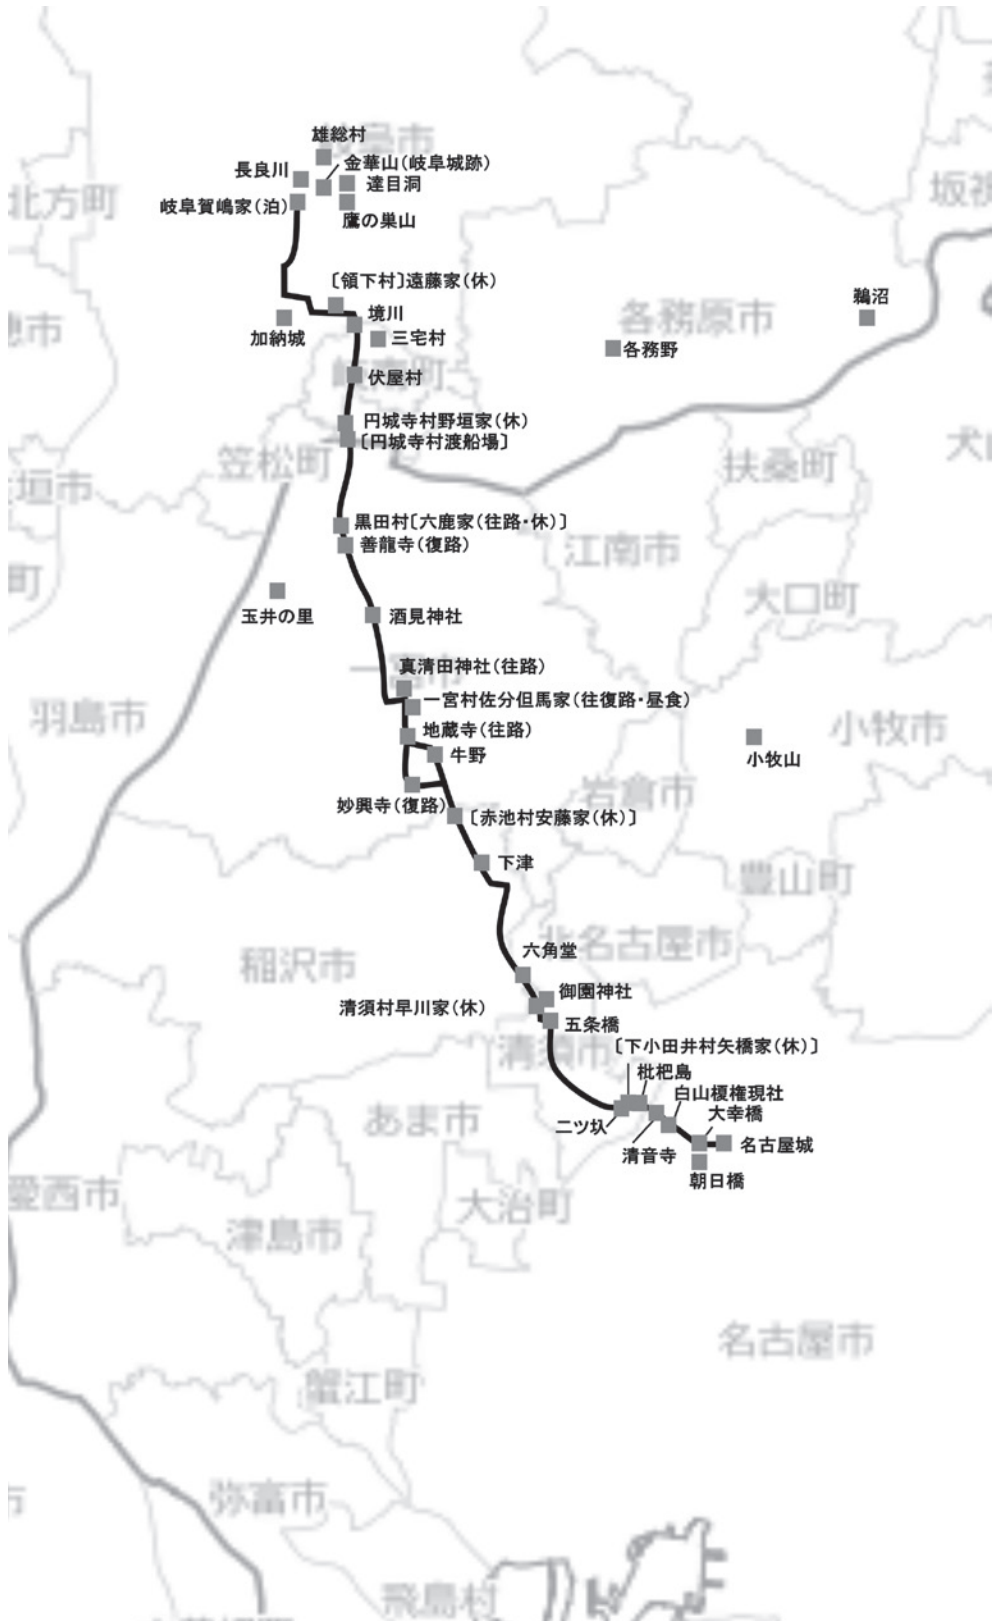 岐阜市
雄総村
金華山(岐阜城跡)
長良川
達目洞
北方町
岐阜賀嶋家(泊)
鷹の巣山
〔領下村〕遠藤家(休)
鵜沼
境川
各務原市
加納城
三宅村
各務野
岐南町
伏屋村
円城寺村野垣家(休)
〔円城寺村渡船場〕
笠松町
扶桑町
黒田村〔六鹿家(往路・休)〕
善龍寺(復路)
江南市
玉井の里
大口町
酒見神社
一宮市
真清田神社(往路)
一宮村佐分但馬家(往復路・昼食)
羽島市
地蔵寺(往路)
小牧市
牛野
小牧山
岩倉市
妙興寺(復路)
〔赤池村安藤家(休)〕
下津
豊山町
北名古屋市
六角堂
稲沢市
御園神社
清須村早川家(休)
五条橋
清須市
〔下小田井村矢橋家(休)〕
枇杷島
白山榎権現社
あま市
大幸橋
二ツ杁
名古屋城
清音寺
朝日橋
愛西市
大治町
津島市
名古屋市
蟹江町
弥富市
飛島村